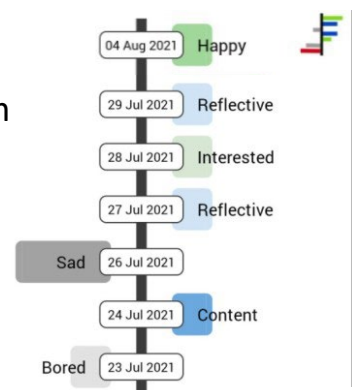 04 Aug 2021 Happy
n
29 Jul 2021 Reflective
28 Jul 2021 Interested
27 Jul 2021 Reflective
Sad 26 Jul 2021
24 Jul 2021 Content
Bored 23 Jul 2021